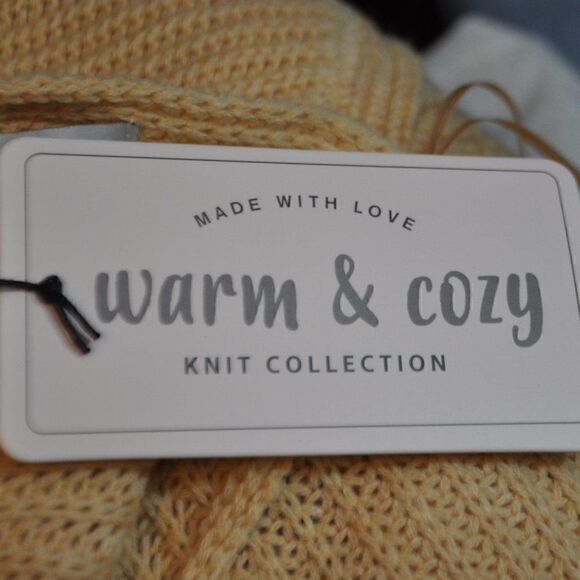 MADE WITH LOVE
warm & cozy
KNIT COLLECTION